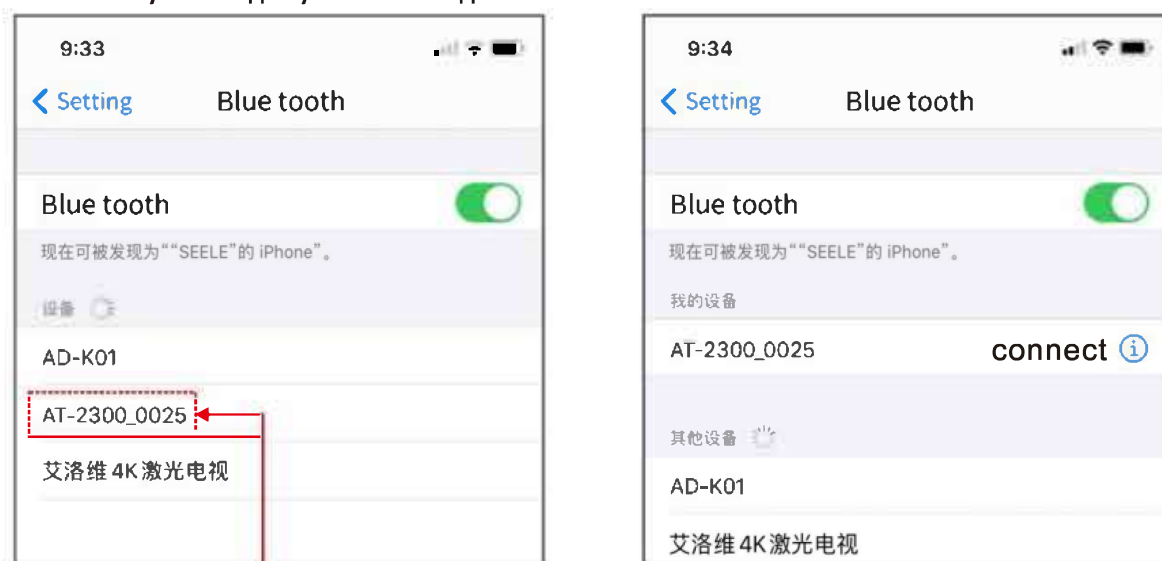 9:33
Setting
Blue tooth
Blue tooth
现在可被发现为““SEELE”的 iPhone”。
设备
AD-K01
AT-2300_0025
艾洛维 4K 激光电视
9:34
Setting
Blue tooth
Blue tooth
现在可被发现为““SEELE”的 iPhone”。
我的设备
AT-2300_0025 connect
其他设备
AD-K01
艾洛维 4K 激光电视